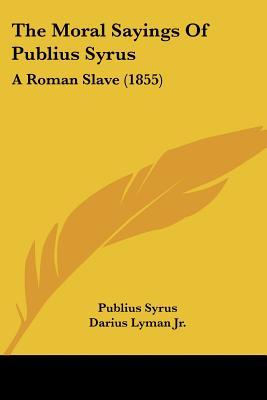 The Moral Sayings Of
Publius Syrus
A Roman Slave (1855)
Publius Syrus
Darius Lyman Jr.